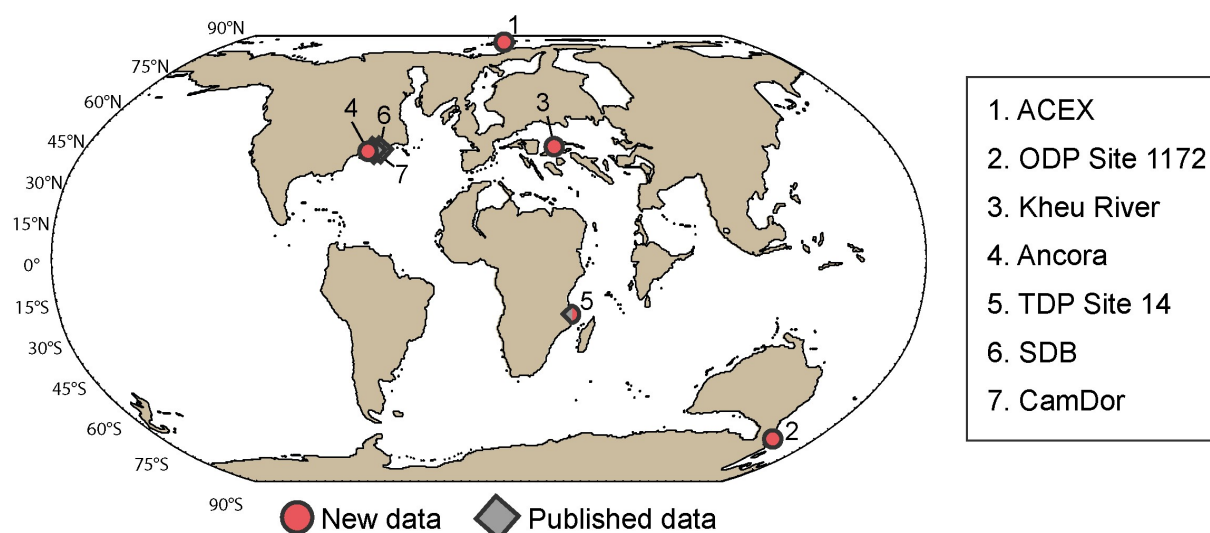 90°N
75°N
60°N
45°N
30°N
15°N
0°
15°S
30°S
45°S
60°S
75°S
90°S
1
4
6
3
7
5
2
1. ACEX
2. ODP Site 1172
3. Kheu River
4. Ancora
5. TDP Site 14
6. SDB
7. CamDor
New data
Published data